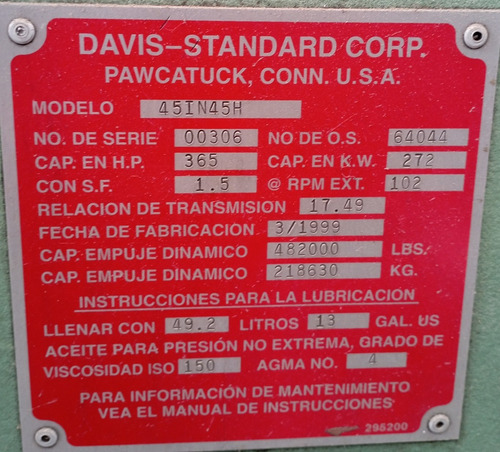 DAVIS-STANDARD CORP.
PAWCATUCK, CONN. U.S.A.
MODELO 45IN45H
NO. DE SERIE 00306 NO DE O.S. 64044
CAP. EN H.P. 365 CAP. EN K.W. 272
CON S.F. 1.5 @ RPM EXT. 102
RELACION DE TRANSMISION 17.49
FECHA DE FABRICACION 3/1999
CAP. EMPUJE DINAMICO 482000 LBS.
CAP. EMPUJE DINAMICO 218630 KG.
INSTRUCCIONES PARA LA LUBRICACIÓN
LLENAR CON 49.2 LITROS 13 GAL. US
ACEITE PARA PRESIÓN NO EXTREMA, GRADO DE
VISCOSIDAD ISO 150 AGMA NO. 4
PARA INFORMACIÓN DE MANTENIMIENTO
VEA EL MANUAL DE INSTRUCCIONES
295200